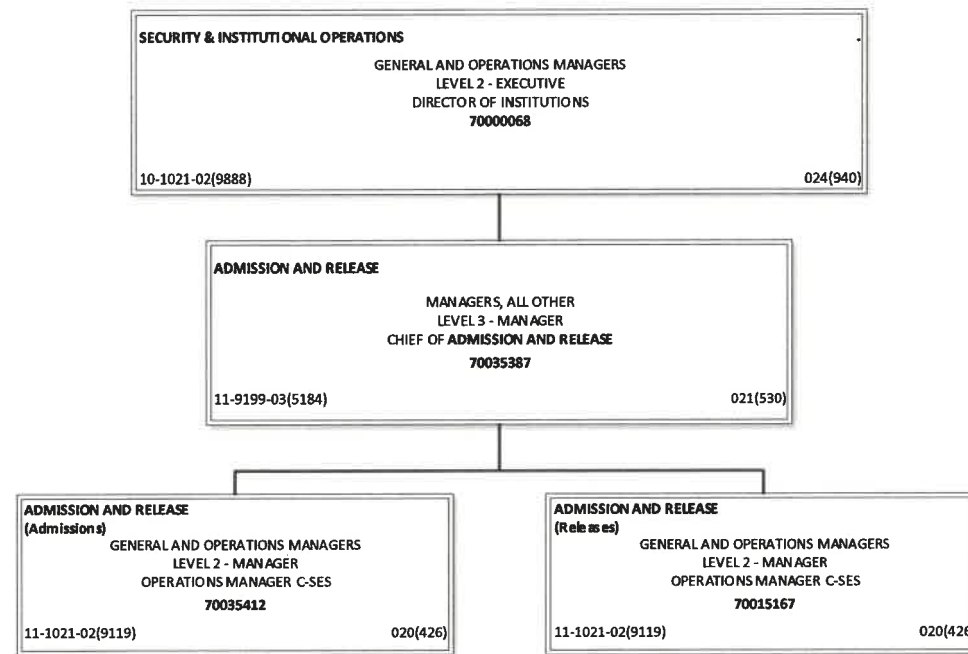 SECURITY & INSTITUTIONAL OPERATIONS
GENERAL AND OPERATIONS MANAGERS
LEVEL 2 - EXECUTIVE
DIRECTOR OF INSTITUTIONS
70000068
10-1021-02(9888) 024(940)
ADMISSION AND RELEASE
MANAGERS, ALL OTHER
LEVEL 3 - MANAGER
CHIEF OF ADMISSION AND RELEASE
70035387
11-9199-03(5184) 021(530)
ADMISSION AND RELEASE
(Admissions)
GENERAL AND OPERATIONS MANAGERS
LEVEL 2 - MANAGER
OPERATIONS MANAGER C-SES
70035412
11-1021-02(9119) 020(426)
ADMISSION AND RELEASE
(Releases)
GENERAL AND OPERATIONS MANAGERS
LEVEL 2 - MANAGER
OPERATIONS MANAGER C-SES
70015167
11-1021-02(9119) 020(426